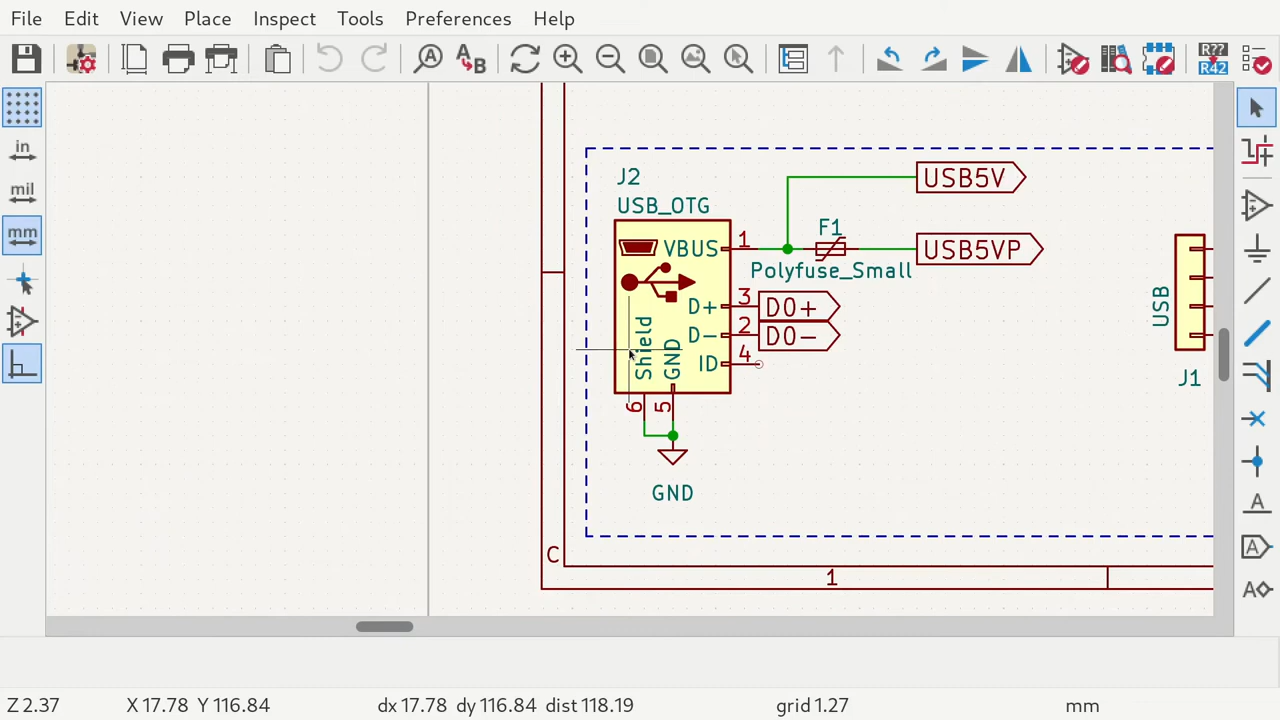 File Edit View Place Inspect Tools Preferences Help
A
A B
R??
R42
in
mil
mm
J2
USB_OTG
VBUS
1
F1
Polyfuse_Small
USB5V
USB5VP
D+
3
D0+
D-
2
D0-
ID
4
Shield
GND
6
5
GND
USB
J1
C
1
A
A
A
Z 2.37 X 17.78 Y 116.84 dx 17.78 dy 116.84 dist 118.19 grid 1.27 mm